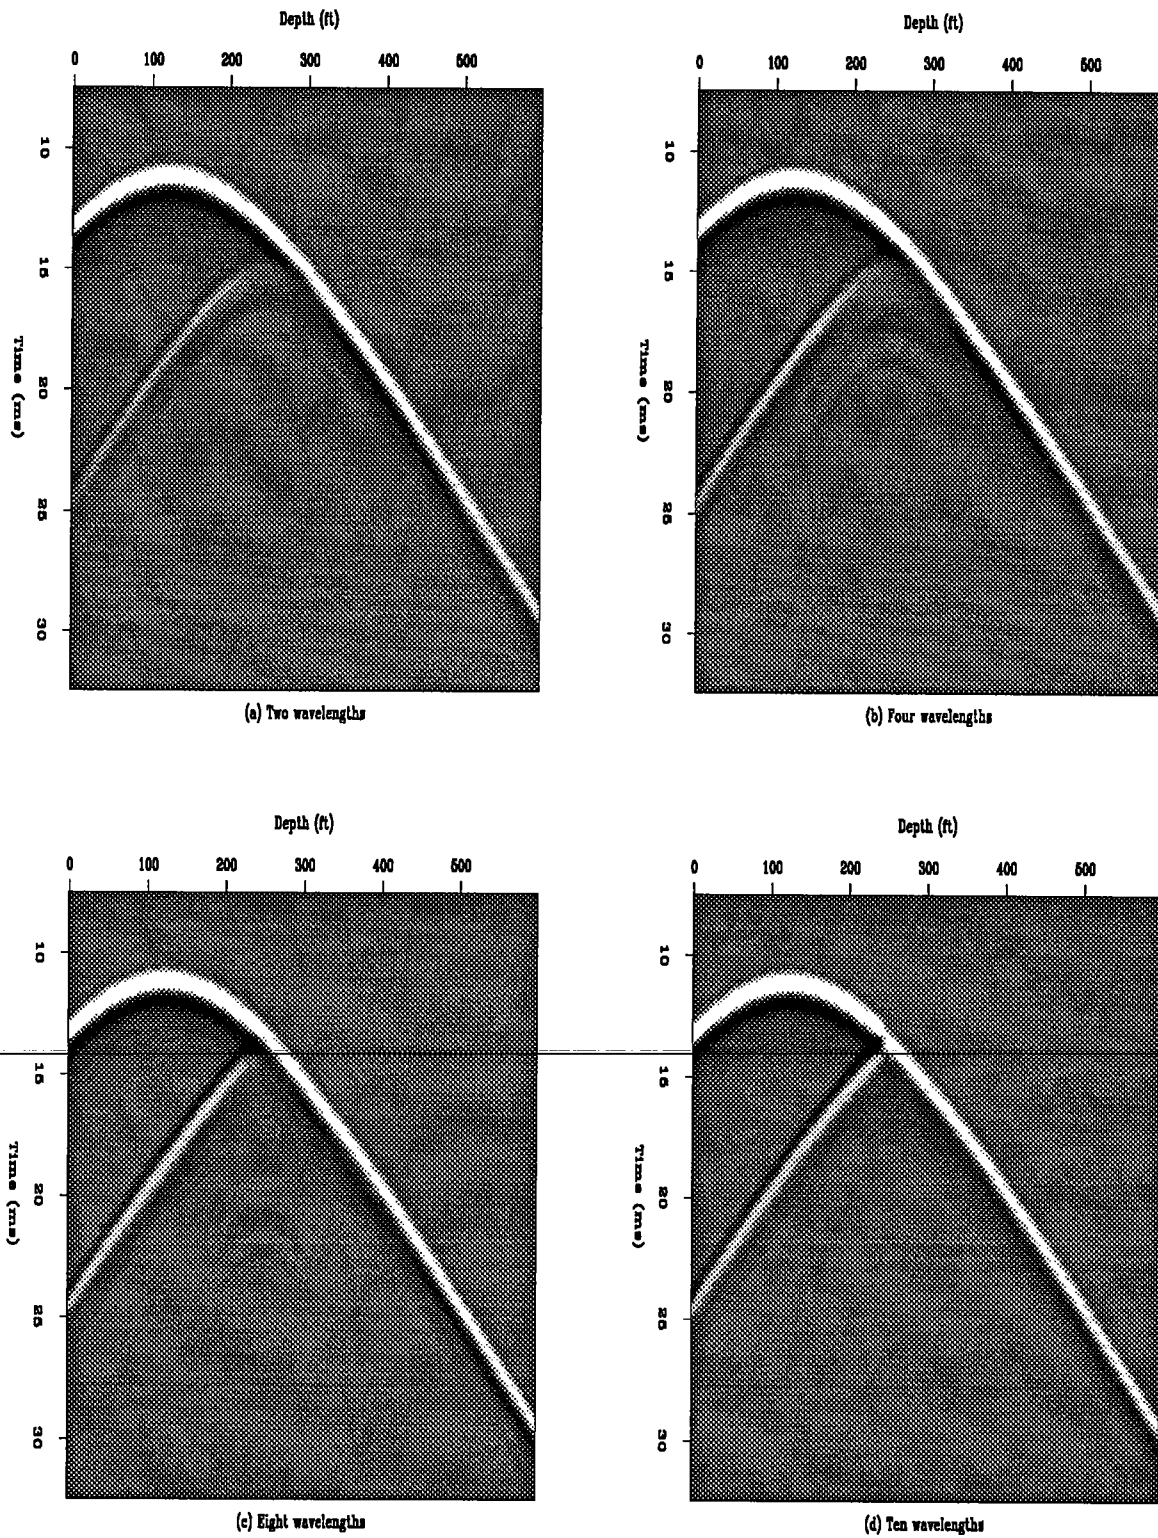 Depth (ft)
0 100 200 300 400 500
10
15
20
25
30
Time (ms)
(a) Two wavelengths
Depth (ft)
0 100 200 300 400 500
10
15
20
25
30
Time (ms)
(b) Four wavelengths
Depth (ft)
0 100 200 300 400 500
10
15
20
25
30
Time (ms)
(c) Eight wavelengths
Depth (ft)
0 100 200 300 400 500
10
15
20
25
30
Time (ms)
(d) Ten wavelengths